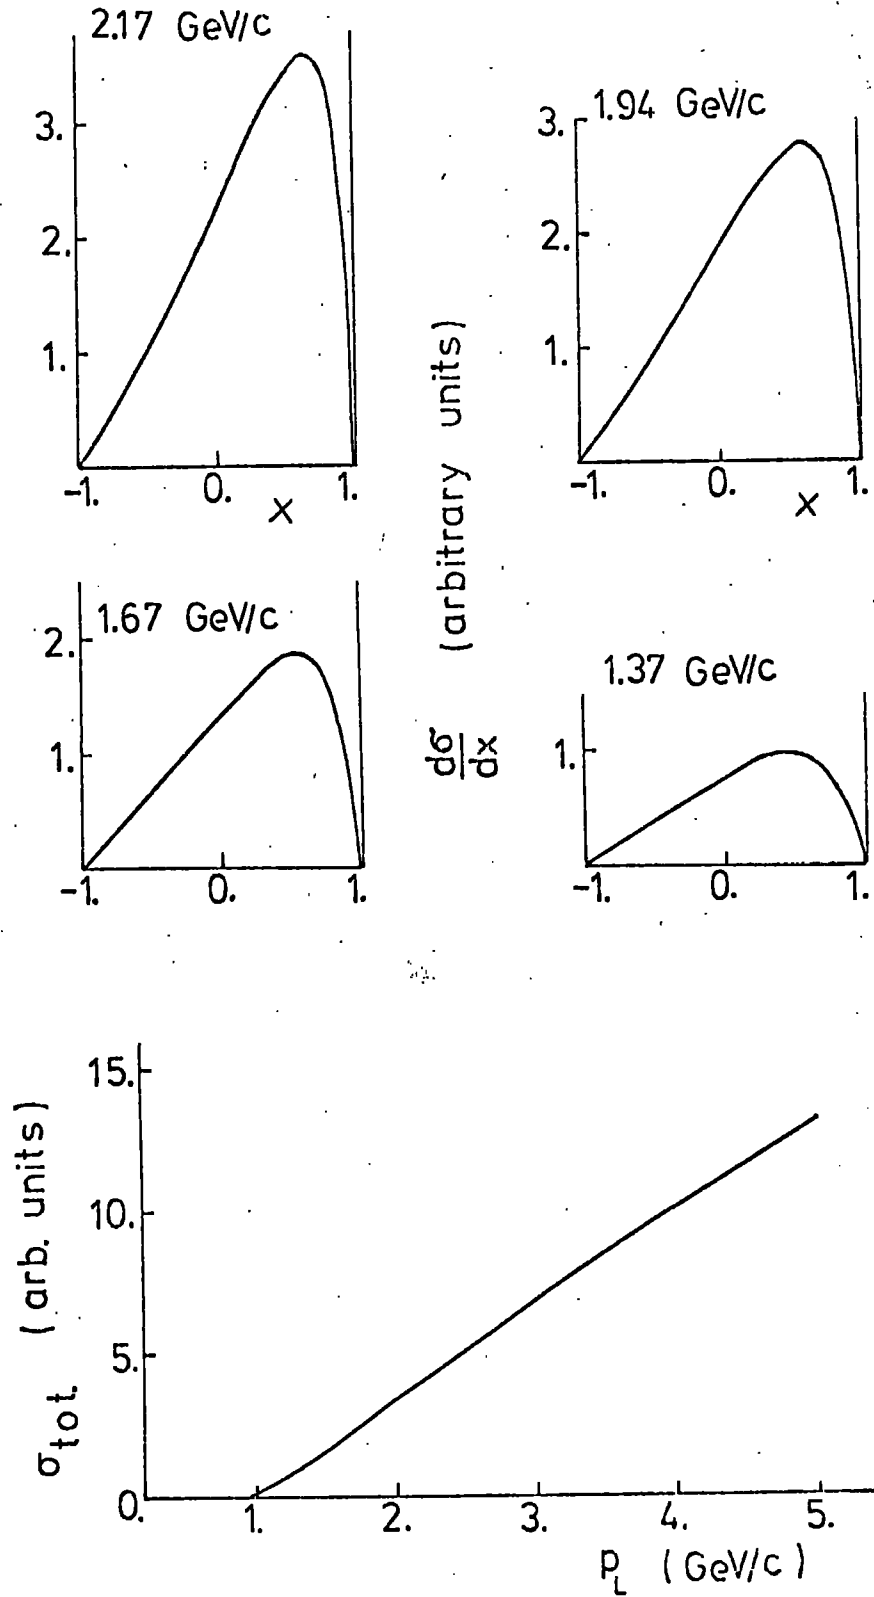 2.17 GeV/c
3.
2.
1.
-1. 0. 1.
x
1.94 GeV/c
3.
2.
1.
-1. 0. 1.
x
dσ/dx (arbitrary units)
1.67 GeV/c
2.
1.
-1. 0. 1.
1.37 GeV/c
1.
-1. 0. 1.
σtot. (arb. units)
15.
10.
5.
0.
1. 2. 3. 4. 5.
pL (GeV/c)